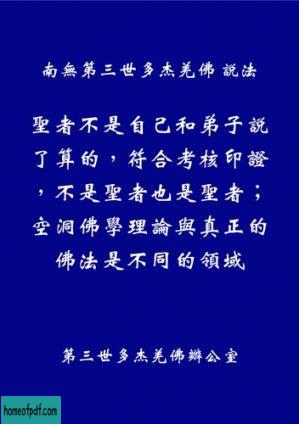 南無第三世多杰羌佛 說法
聖者不是自己和弟子說
了算的，符合考核印證
，不是聖者也是聖者；
空洞佛學理論與真正的
佛法是不同的領域
第三世多杰羌佛辦公室
homeofpdf.com